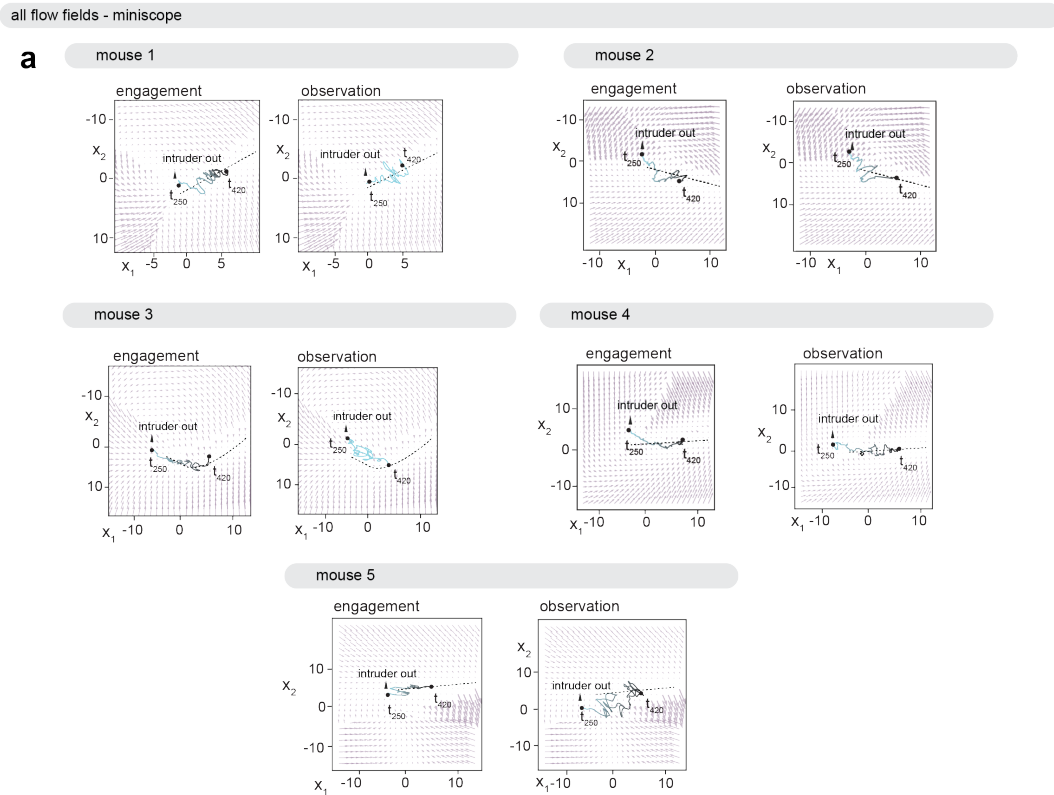 all flow fields - miniscope
a
mouse 1
mouse 2
engagement
observation
engagement
observation
-10
x2
0
10
intruder out
t250
t420
x1 -5 0 5
-10
x2
0
10
intruder out
t420
t250
x1 -5 0 5
-10
x2
0
10
intruder out
t250
t420
-10 x1 0 10
-10
x2
0
10
intruder out
t250
t420
-10 x1 0 10
mouse 3
mouse 4
engagement
observation
engagement
observation
-10
x2
0
10
intruder out
t250
t420
x1 -10 0 10
-10
x2
0
10
intruder out
t250
t420
x1 -10 0 10
10
x2
0
-10
intruder out
t250
t420
x1 -10 0 10
10
x2
0
-10
intruder out
t250
t420
x1 -10 0 10
mouse 5
engagement
observation
10
x2
0
-10
intruder out
t250
t420
x1 -10 0 10
x2
10
0
-10
intruder out
t250
t420
x1 -10 0 10